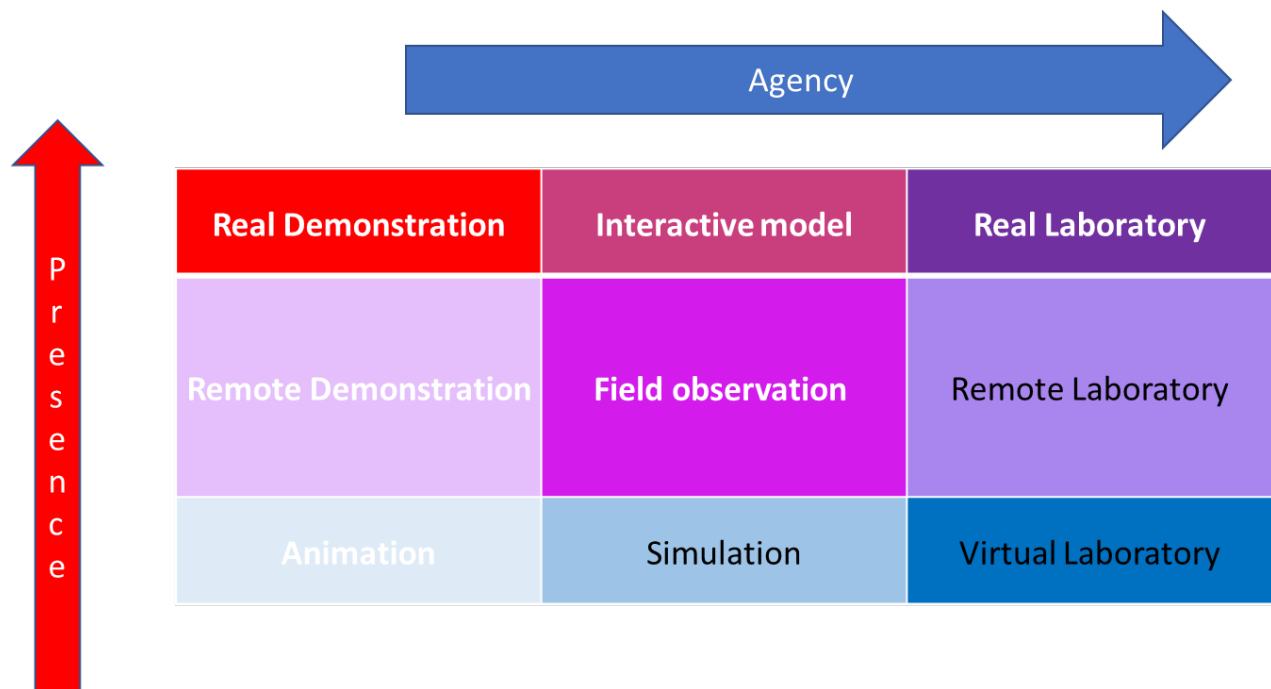 Agency
Presence
Real Demonstration
Interactive model
Real Laboratory
Remote Demonstration
Field observation
Remote Laboratory
Animation
Simulation
Virtual Laboratory